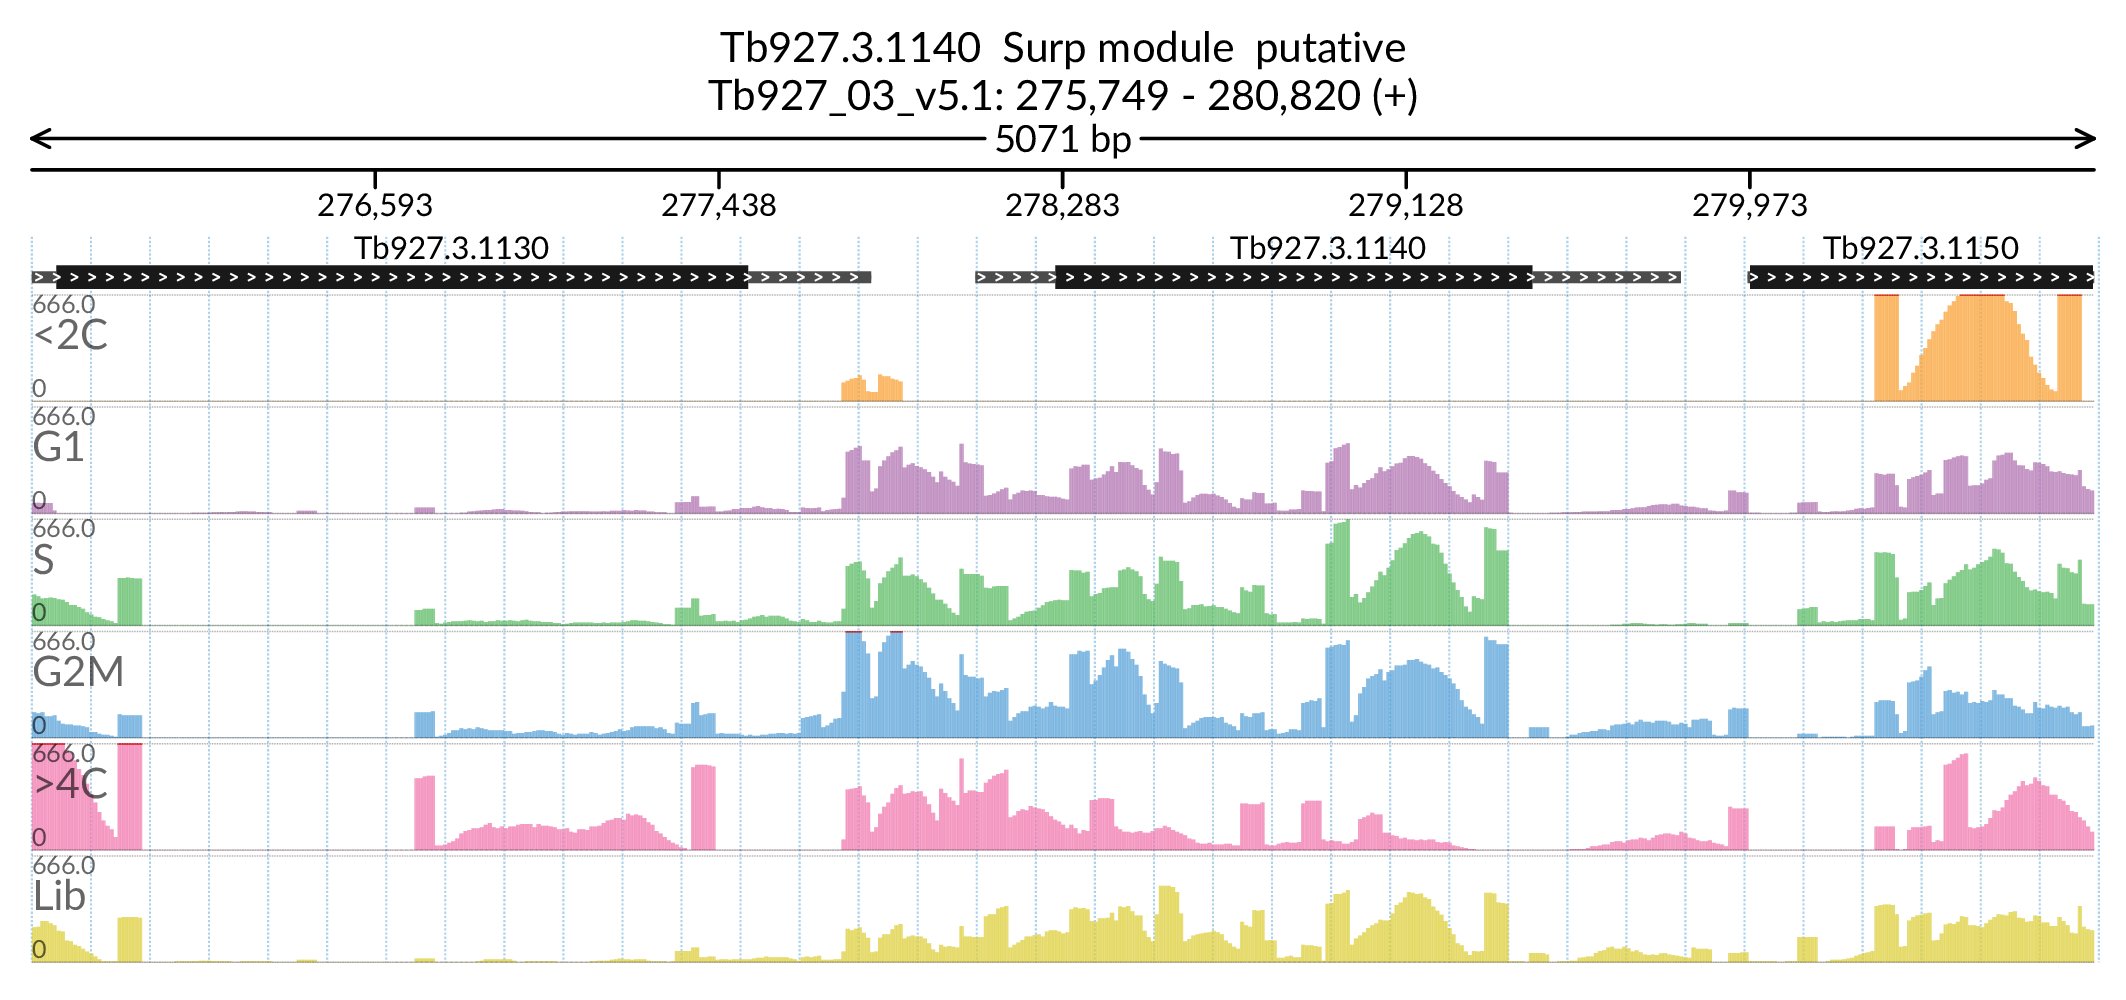 Tb927.3.1140 Surp module putative
Tb927_03_v5.1: 275,749 - 280,820 (+)
5071 bp
276,593 277,438 278,283 279,128 279,973
Tb927.3.1130 Tb927.3.1140 Tb927.3.1150
666.0
<2C
0
666.0
G1
0
666.0
S
0
666.0
G2M
0
666.0
>4C
0
666.0
Lib
0